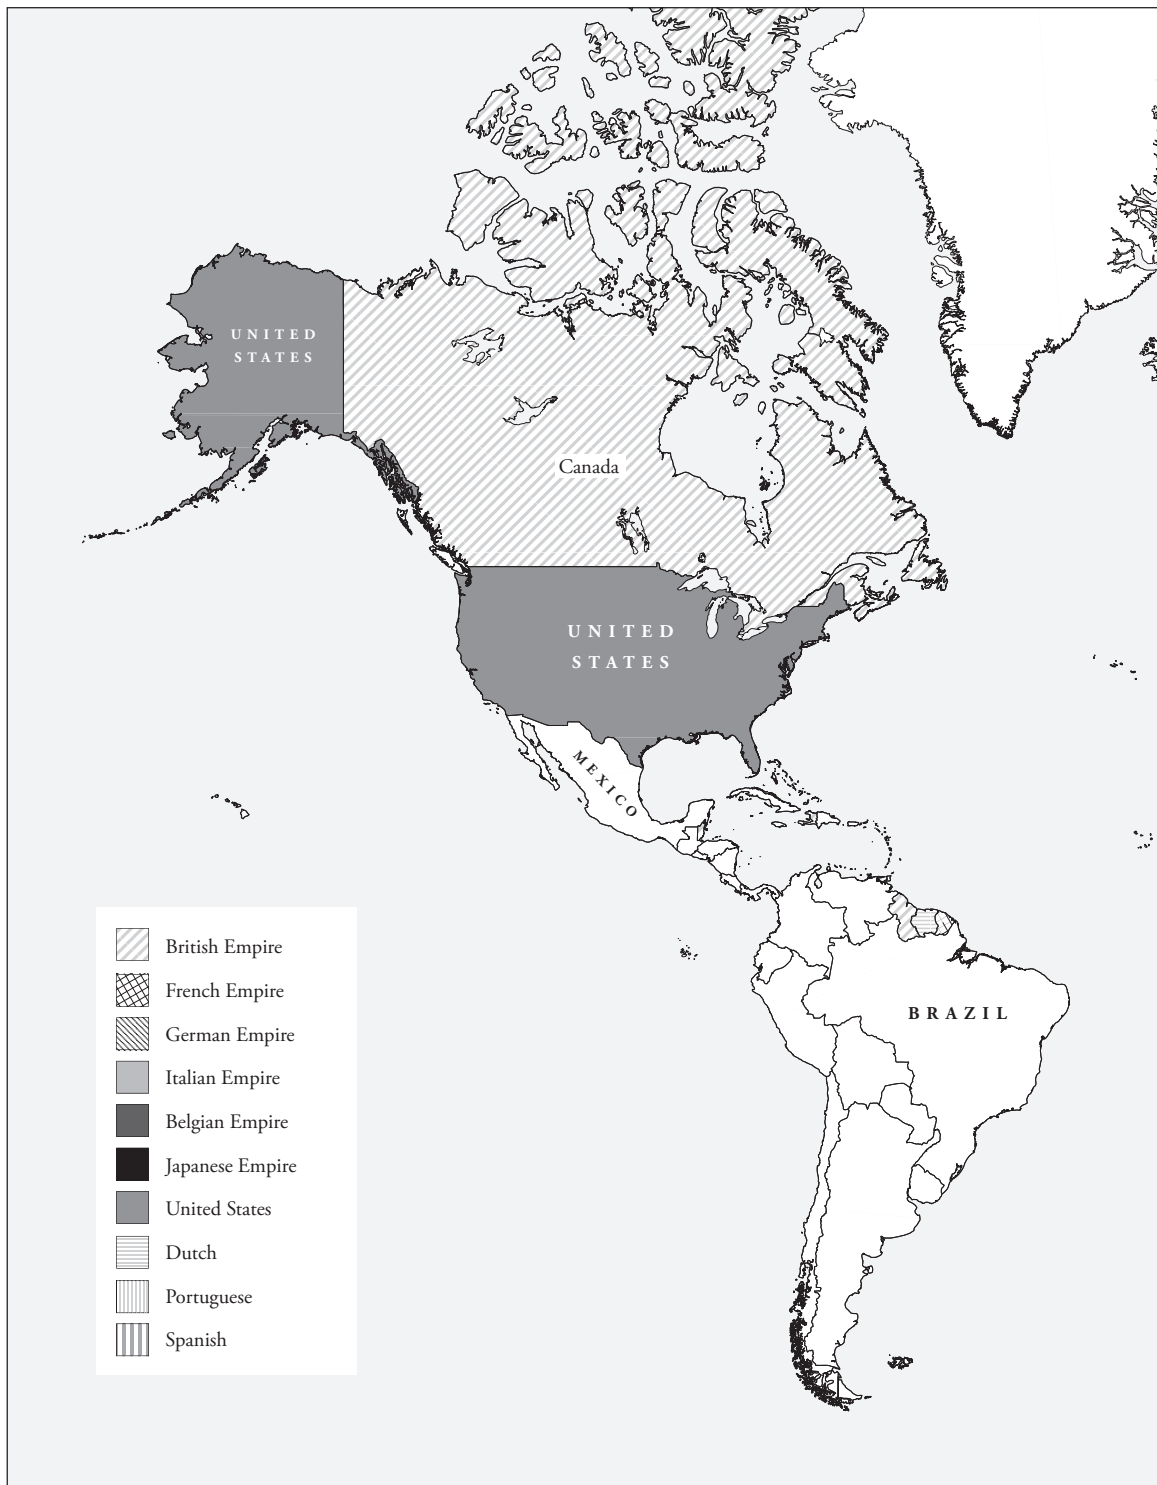 UNITED
STATES
Canada
UNITED
STATES
MEXICO
BRAZIL
British Empire
French Empire
German Empire
Italian Empire
Belgian Empire
Japanese Empire
United States
Dutch
Portuguese
Spanish